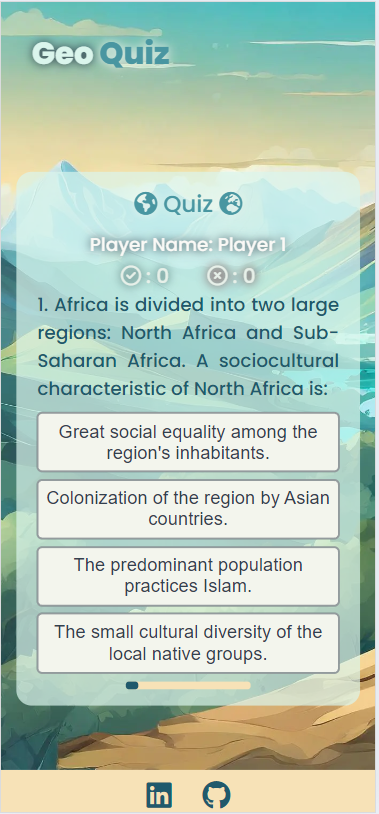 Geo Quiz
Quiz
Player Name: Player 1
: 0 : 0
1. Africa is divided into two large
regions: North Africa and Sub-
Saharan Africa. A sociocultural
characteristic of North Africa is:
Great social equality among the
region's inhabitants.
Colonization of the region by Asian
countries.
The predominant population
practices Islam.
The small cultural diversity of the
local native groups.
in